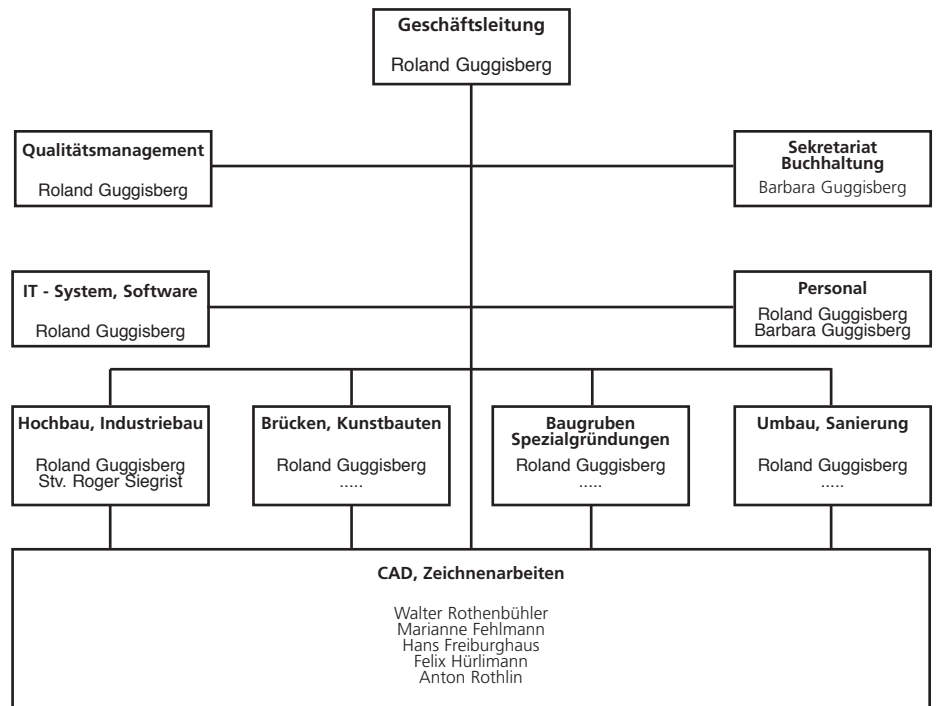 Geschäftsleitung
Roland Guggisberg
Qualitätsmanagement
Roland Guggisberg
Sekretariat
Buchhaltung
Barbara Guggisberg
IT - System, Software
Roland Guggisberg
Personal
Roland Guggisberg
Barbara Guggisberg
Hochbau, Industriebau
Roland Guggisberg
Stv. Roger Siegrist
Brücken, Kunstbauten
Roland Guggisberg
.....
Baugruben
Spezialgründungen
Roland Guggisberg
.....
Umbau, Sanierung
Roland Guggisberg
.....
CAD, Zeichnenarbeiten
Walter Rothenbühler
Marianne Fehlmann
Hans Freiburghaus
Felix Hürlimann
Anton Rothlin